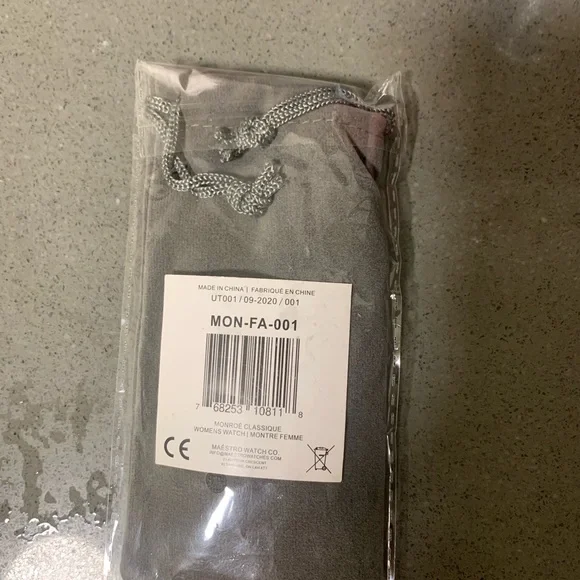 MADE IN CHINA | FABRIQUÉ EN CHINE
UT001 / 09-2020 / 001
MON-FA-001
7 68253 10811 8
MONROE CLASSIQUE
WOMENS WATCH | MONTRE FEMME
CE
MAĒSTRO WATCH CO